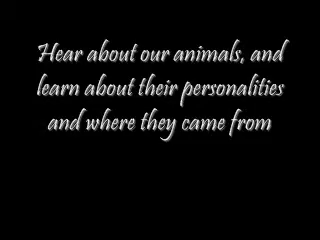 Hear about our animals, and
learn about their personalities
and where they came from